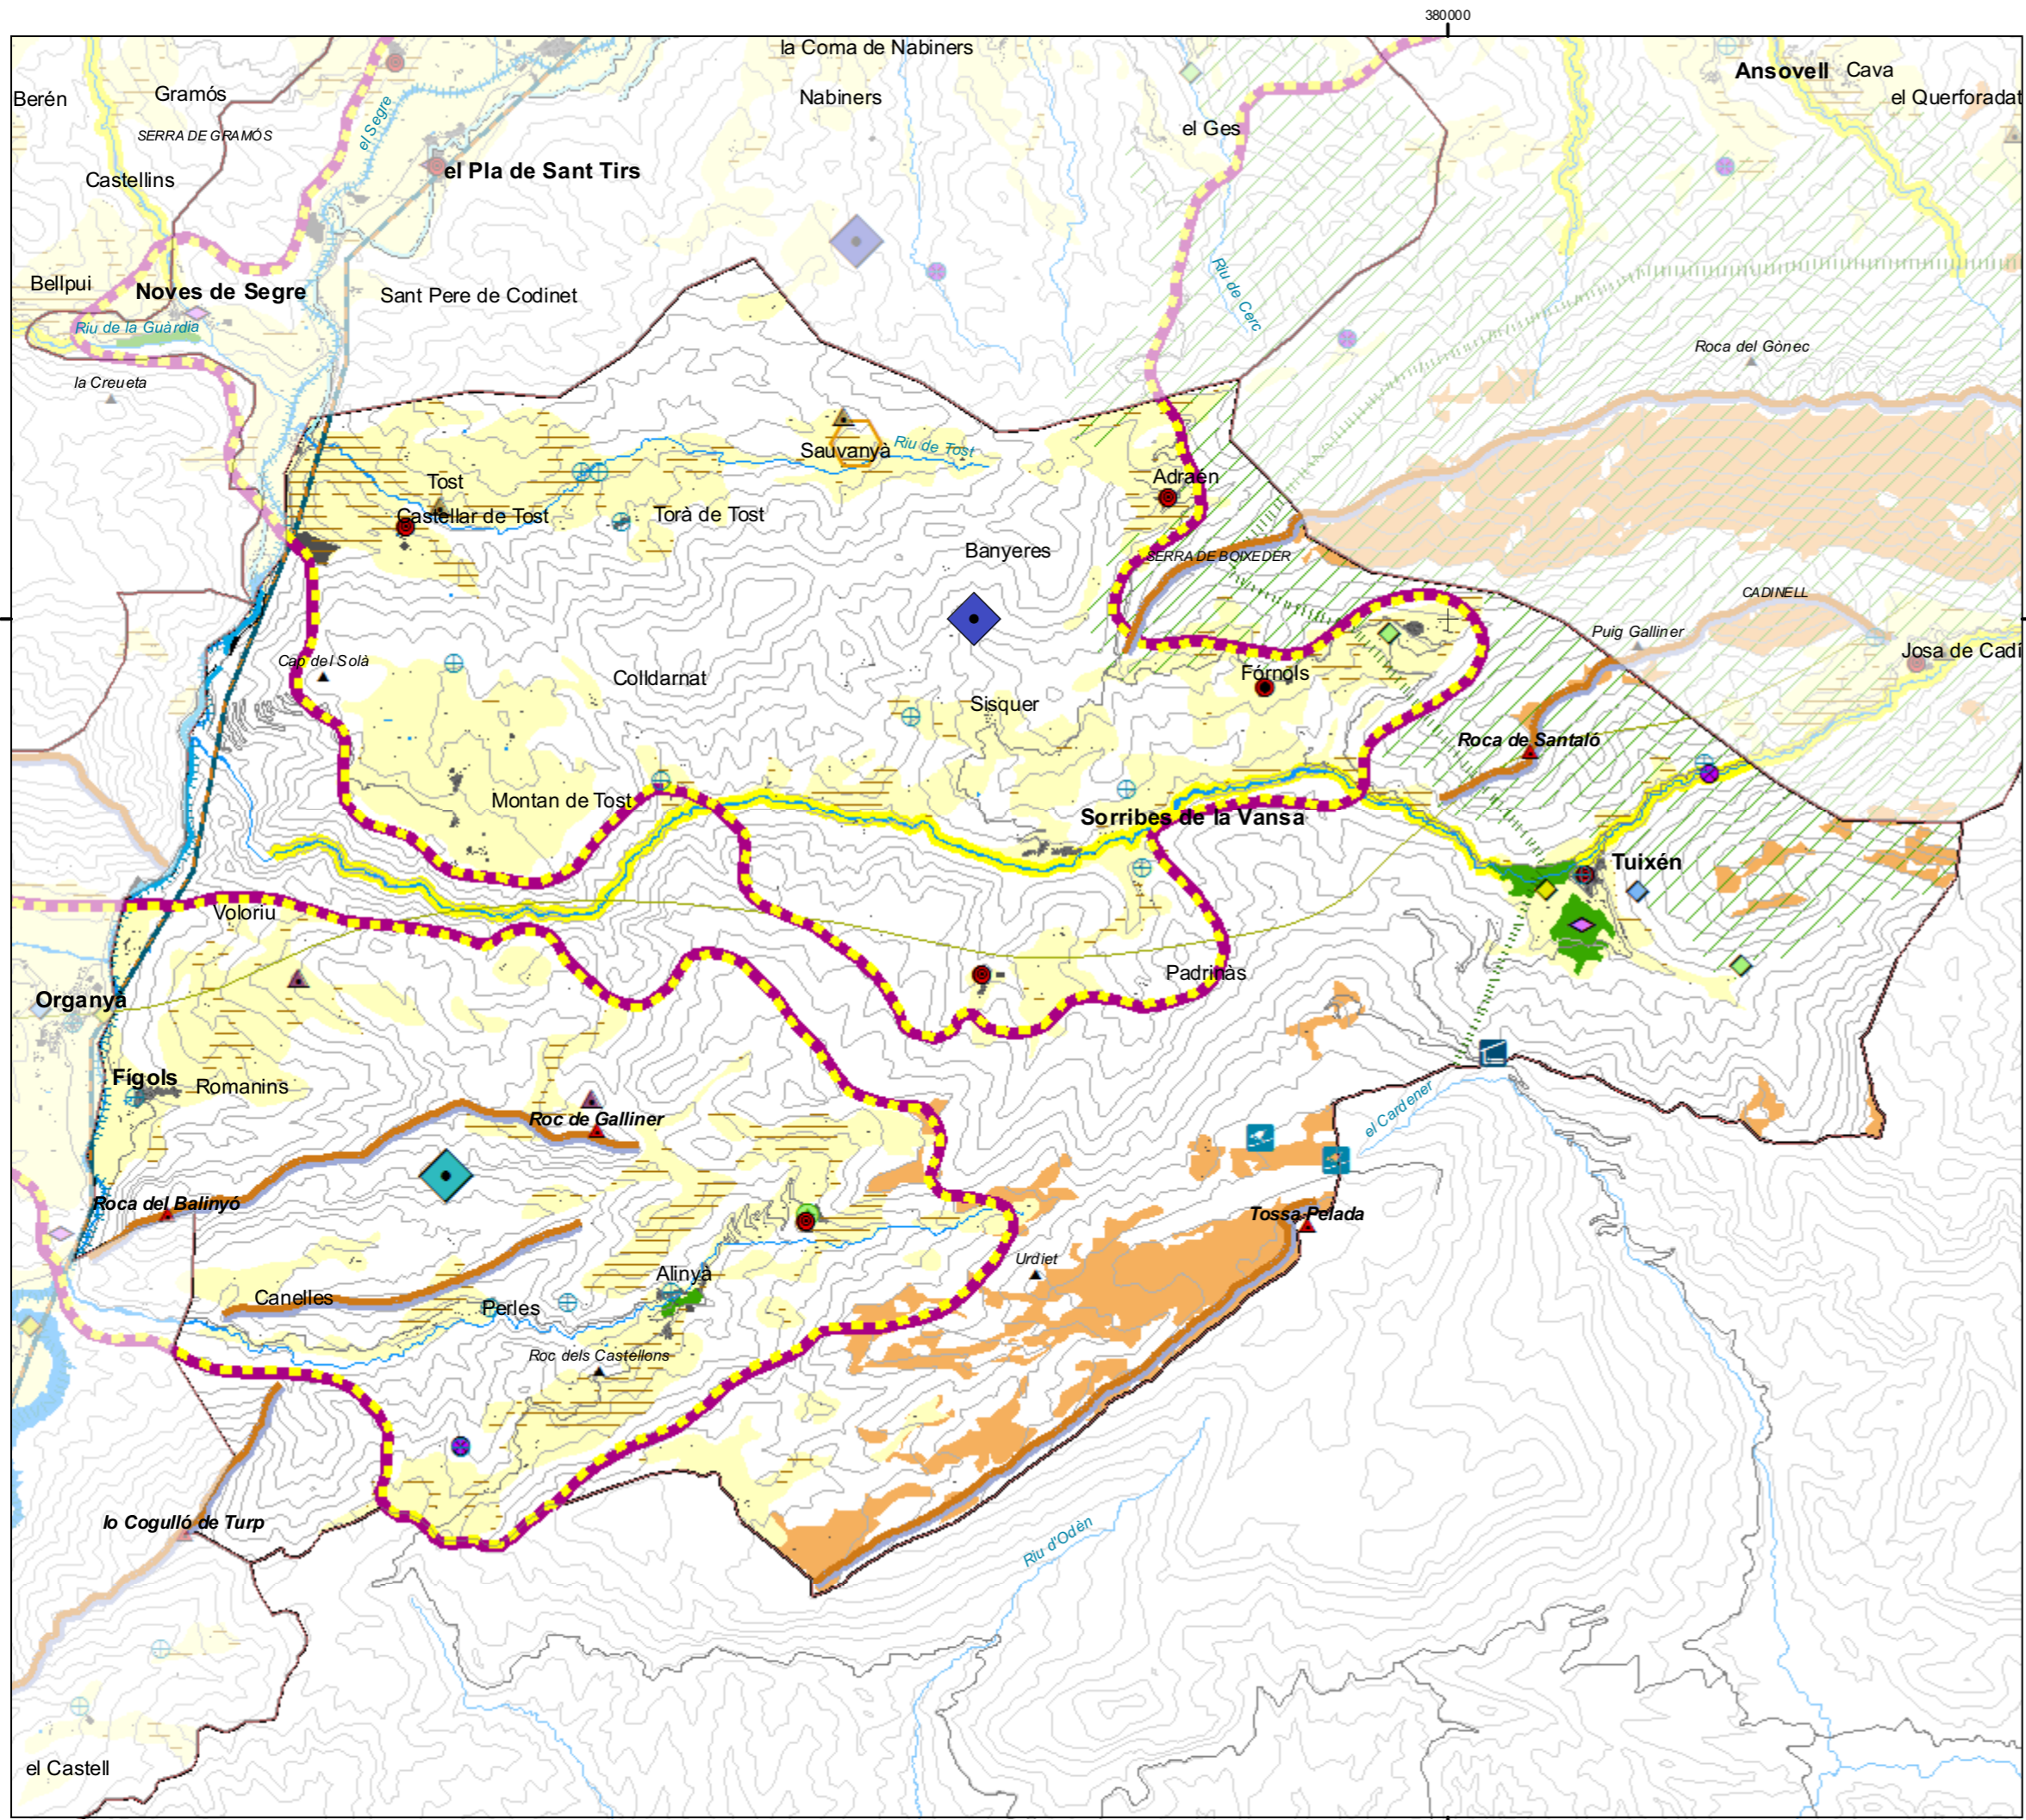 380000
la Coma de Nabiners
Ansovell
Cava
Berén
Gramós
Nabiners
el Querforadat
SERRA DE GRAMÓS
el Segre
el Ges
el Pla de Sant Tirs
Castellins
Bellpui
Noves de Segre
Sant Pere de Codinet
Riu de Cerc
Riu de la Guàrdia
Roca del Gònec
la Creueta
Sauvanyà
Riu de Tost
Tost
Adraén
Castellar de Tost
Torà de Tost
Banyeres
SERRA DE BOIXEDER
CADINELL
Puig Galliner
Josa de Cadí
Cap del Solà
Colldarnat
Fórnols
Sisquer
Roca de Santaló
Montan de Tost
Sorribes de la Vansa
Tuixén
Voloriu
Padrinàs
Organyà
Fígols
Romanins
Roc de Galliner
el Cardener
Roca del Balinyó
Tossa Pelada
Urdiet
Alinyà
Canelles
Perles
Roc dels Castellons
lo Cogulló de Turp
Riu d'Odèn
el Castell